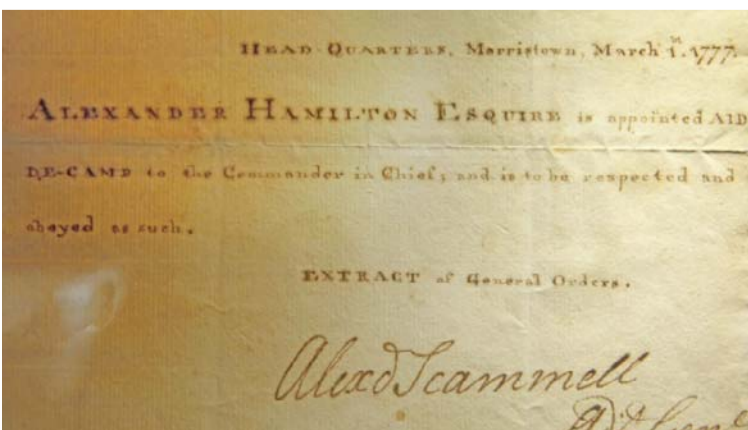 HEAD-QUARTERS, Morristown, March 1st. 1777.
ALEXANDER HAMILTON ESQUIRE is appointed AID
DE-CAMP to the Commander in Chief; and is to be respected and
obeyed as such.
EXTRACT of General Orders.
Alexd Scammell